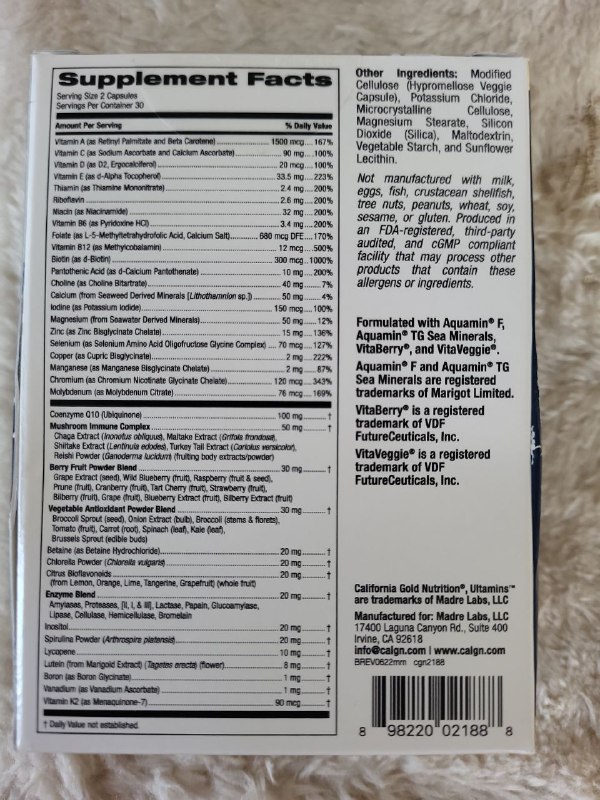 Supplement Facts
Serving Size 2 Capsules
Servings Per Container 30
Amount Per Serving % Daily Value
Vitamin A (as Retinyl Palmitate and Beta Carotene) 1500 mcg 167%
Vitamin C (as Sodium Ascorbate and Calcium Ascorbate) 90 mg 100%
Vitamin D (as D2, Ergocalciferol) 20 mcg 100%
Vitamin E (as d-Alpha Tocopherol) 33.5 mg 223%
Thiamin (as Thiamine Mononitrate) 2.4 mg 200%
Riboflavin 2.6 mg 200%
Niacin (as Niacinamide) 32 mg 200%
Vitamin B6 (as Pyridoxine HCl) 3.4 mg 200%
Folate (as L-5-Methyltetrahydrofolic Acid, Calcium Salt) 680 mcg DFE 170%
Vitamin B12 (as Methylcobalamin) 12 mcg 500%
Biotin (as d-Biotin) 300 mcg 1000%
Pantothenic Acid (as d-Calcium Pantothenate) 10 mg 200%
Choline (as Choline Bitartrate) 40 mg 7%
Calcium (from Seaweed Derived Minerals [Lithothamnion sp.]) 50 mg 4%
Iodine (as Potassium Iodide) 150 mcg 100%
Magnesium (from Seawater Derived Minerals) 50 mg 12%
Zinc (as Zinc Bisglycinate Chelate) 15 mg 136%
Selenium (as Selenium Amino Acid Oligofructose Glycine Complex) 70 mcg 127%
Copper (as Cupric Bisglycinate) 2 mg 222%
Manganese (as Manganese Bisglycinate Chelate) 2 mg 87%
Chromium (as Chromium Nicotinate Glycinate Chelate) 120 mcg 343%
Molybdenum (as Molybdenum Citrate) 76 mcg 169%
Coenzyme Q10 (Ubiquinone) 100 mg †
Mushroom Immune Complex 50 mg †
Chaga Extract (Inonotus obliquus), Maitake Extract (Grifola frondosa),
Shiitake Extract (Lentinula edodes), Turkey Tail Extract (Coriolus versicolor),
Reishi Powder (Ganoderma lucidum) (fruiting body extracts/powder)
Berry Fruit Powder Blend 30 mg †
Grape Extract (seed), Wild Blueberry (fruit), Raspberry (fruit & seed),
Prune (fruit), Cranberry (fruit), Tart Cherry (fruit), Strawberry (fruit),
Bilberry (fruit), Grape (fruit), Blueberry Extract (fruit), Bilberry Extract (fruit)
Vegetable Antioxidant Powder Blend 30 mg †
Broccoli Sprout (seed), Onion Extract (bulb), Broccoli (stems & florets),
Tomato (fruit), Carrot (root), Spinach (leaf), Kale (leaf),
Brussels Sprout (edible buds)
Betaine (as Betaine Hydrochloride) 20 mg †
Chlorella Powder (Chlorella vulgaris) 20 mg †
Citrus Bioflavonoids 20 mg †
(from Lemon, Orange, Lime, Tangerine, Grapefruit) (whole fruit)
Enzyme Blend 20 mg †
Amylases, Proteases, [I, II, & III], Lactase, Papain, Glucoamylase,
Lipase, Cellulase, Hemicellulase, Bromelain
Inositol 20 mg †
Spirulina Powder (Arthrospira platensis) 20 mg †
Lycopene 10 mg †
Lutein (from Marigold Extract) (Tagetes erecta) (flower) 8 mg †
Boron (as Boron Glycinate) 1 mg †
Vanadium (as Vanadium Ascorbate) 1 mg †
Vitamin K2 (as Menaquinone-7) 90 mcg †
† Daily Value not established.
Other Ingredients: Modified
Cellulose (Hypromellose Veggie
Capsule), Potassium Chloride,
Microcrystalline Cellulose,
Magnesium Stearate, Silicon
Dioxide (Silica), Maltodextrin,
Vegetable Starch, and Sunflower
Lecithin.
Not manufactured with milk,
eggs, fish, crustacean shellfish,
tree nuts, peanuts, wheat, soy,
sesame, or gluten. Produced in
an FDA-registered, third-party
audited, and cGMP compliant
facility that may process other
products that contain these
allergens or ingredients.
Formulated with Aquamin® F,
Aquamin® TG Sea Minerals,
VitaBerry®, and VitaVeggie®.
Aquamin® F and Aquamin® TG
Sea Minerals are registered
trademarks of Marigot Limited.
VitaBerry® is a registered
trademark of VDF
FutureCeuticals, Inc.
VitaVeggie® is a registered
trademark of VDF
FutureCeuticals, Inc.
California Gold Nutrition®, Ultamins™
are trademarks of Madre Labs, LLC
Manufactured for: Madre Labs, LLC
17400 Laguna Canyon Rd., Suite 400
Irvine, CA 92618
info@calgn.com | www.calgn.com
BREV0622mm cgn2188
8 98220 02188 8